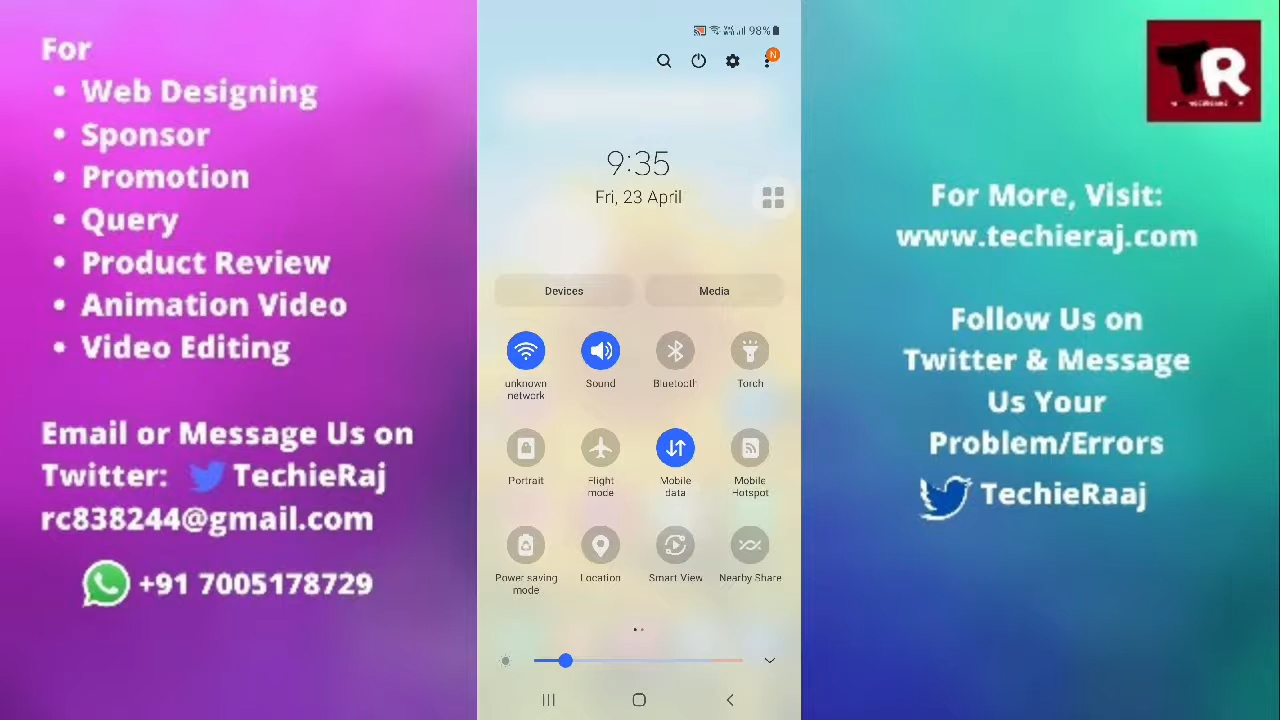 For
• Web Designing
• Sponsor
• Promotion
• Query
• Product Review
• Animation Video
• Video Editing
Email or Message Us on
Twitter: TechieRaj
rc838244@gmail.com
+91 7005178729
98%
N
9:35
Fri, 23 April
Devices
Media
unknown
network
Sound
Bluetooth
Torch
Portrait
Flight
mode
Mobile
data
Mobile
Hotspot
Power saving
mode
Location
Smart View
Nearby Share
TR
For More, Visit:
www.techieraj.com
Follow Us on
Twitter & Message
Us Your
Problem/Errors
TechieRaaj